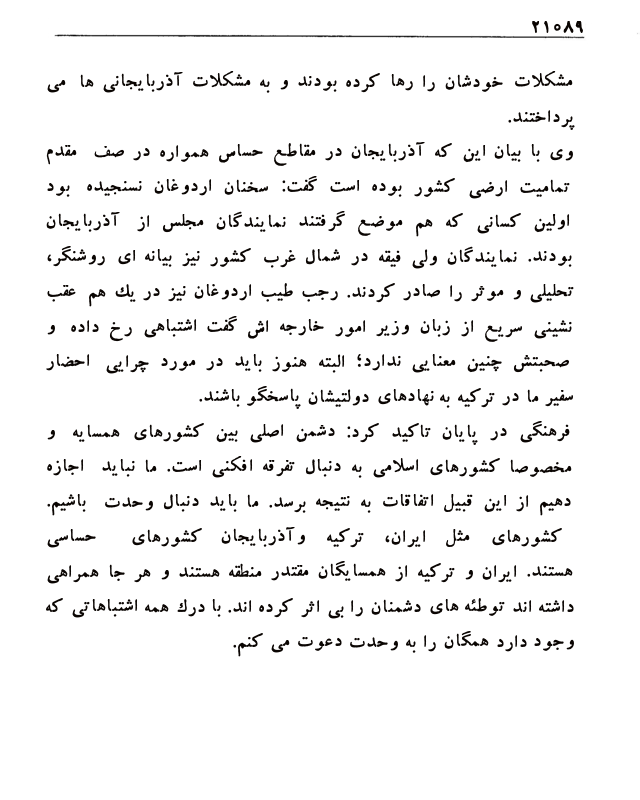 ۲۱۰۸۹
مشکلات خودشان را رها کرده بودند و به مشکلات آذربایجانی ها می
پرداختند.
وی با بیان این که آذربایجان در مقاطع حساس همواره در صف مقدم
تمامیت ارضی کشور بوده است گفت: سخنان اردوغان نسنجیده بود
اولین کسانی که هم موضع گرفتند نمایندگان مجلس از آذربایجان
بودند. نمایندگان ولی فیقه در شمال غرب کشور نیز بیانه ای روشنگر،
تحلیلی و موثر را صادر کردند. رجب طیب اردوغان نیز در یك هم عقب
نشینی سریع از زبان وزیر امور خارجه اش گفت اشتباهی رخ داده و
صحبتش چنین معنایی ندارد؛ البته هنوز باید در مورد چرایی احضار
سفیر ما در ترکیه به نهادهای دولتیشان پاسخگو باشند.
فرهنگی در پایان تاکید کرد: دشمن اصلی بین کشورهای همسایه و
مخصوصا کشورهای اسلامی به دنبال تفرقه افکنی است. ما نباید اجازه
دهیم از این قبیل اتفاقات به نتیجه برسد. ما باید دنبال وحدت باشیم.
کشورهای مثل ایران، ترکیه وآذربایجان کشورهای حساسی
هستند. ایران و ترکیه از همسایگان مقتدر منطقه هستند و هر جا همراهی
داشته اند توطئه های دشمنان را بی اثر کرده اند. با درك همه اشتباهاتی که
وجود دارد همگان را به وحدت دعوت می کنم.